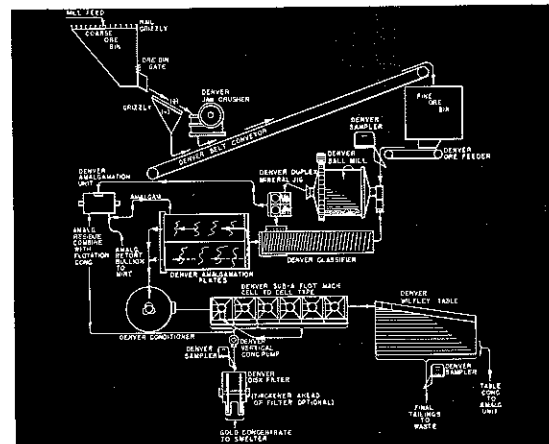 MILL FEED
RAIL
GRIZZLY
COARSE
ORE
BIN
ORE BIN
GATE
GRIZZLY
DENVER
JAW CRUSHER
DENVER BELT CONVEYOR
FINE
ORE
BIN
DENVER
SAMPLER
DENVER
ORE FEEDER
DENVER
BALL MILL
DENVER DUPLEX
MINERAL JIG
DENVER
AMALGAMATION
UNIT
AMALGAM
AMALG
RESIDUE
COMBINE
WITH
FLOTATION
CONC
AMALG
RETORT
BULLION
TO
MINT
DENVER AMALGAMATION
PLATES
DENVER CLASSIFIER
DENVER SUB-A FLOT MACH
CELL TO CELL TYPE
DENVER CONDITIONER
DENVER
WILFLEY TABLE
DENVER
VERTICAL
CONC PUMP
DENVER
SAMPLER
DENVER
DISK FILTER
(THICKENER AHEAD
OF FILTER OPTIONAL)
GOLD CONCENTRATE
TO SMELTER
DENVER
SAMPLER
FINAL
TAILINGS
TO
WASTE
TABLE
CONC
TO AMALG
UNIT